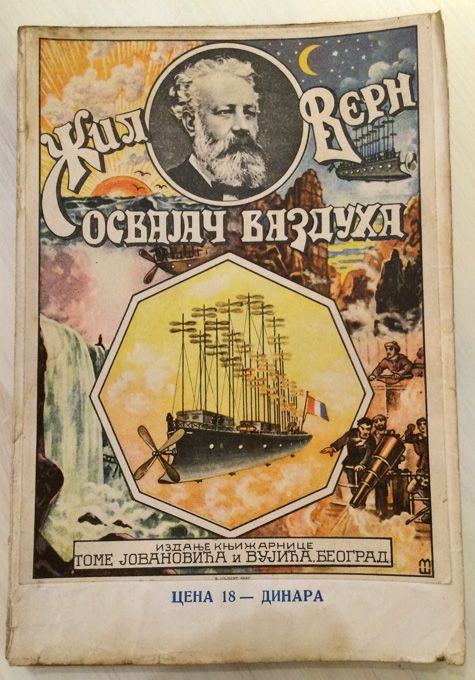 Жил Верн
ОСВАЈАЧ ВАЗДУХА
ИЗДАЊЕ КЊИЖАРНИЦЕ
ТОМЕ ЈОВАНОВИЋА и ВУЈИЋА, БЕОГРАД
ЦЕНА 18 — ДИНАРА